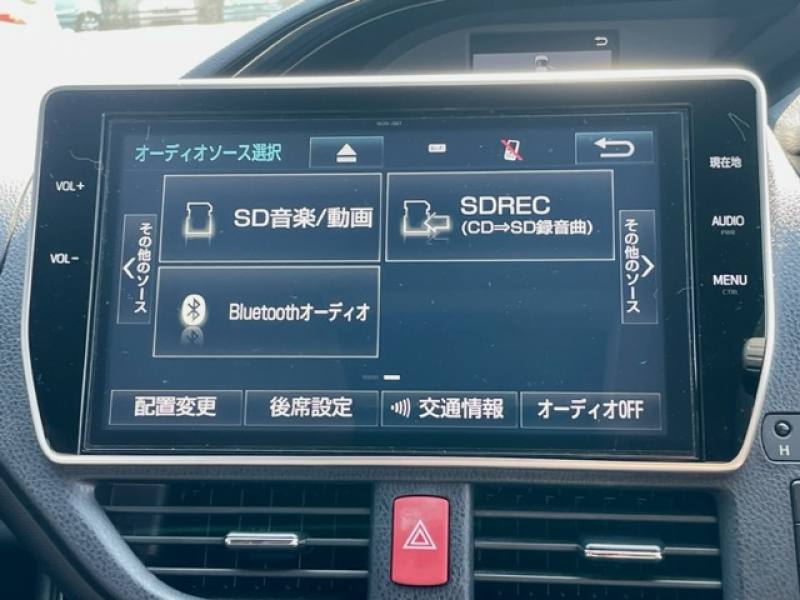 オーディオソース選択
現在地
VOL+
SD音楽/動画
SDREC
(CD⇒SD録音曲)
AUDIO
PWR
VOL-
その他のソース
その他のソース
MENU
CTRL
Bluetoothオーディオ
配置変更
後席設定
交通情報
オーディオOFF
H